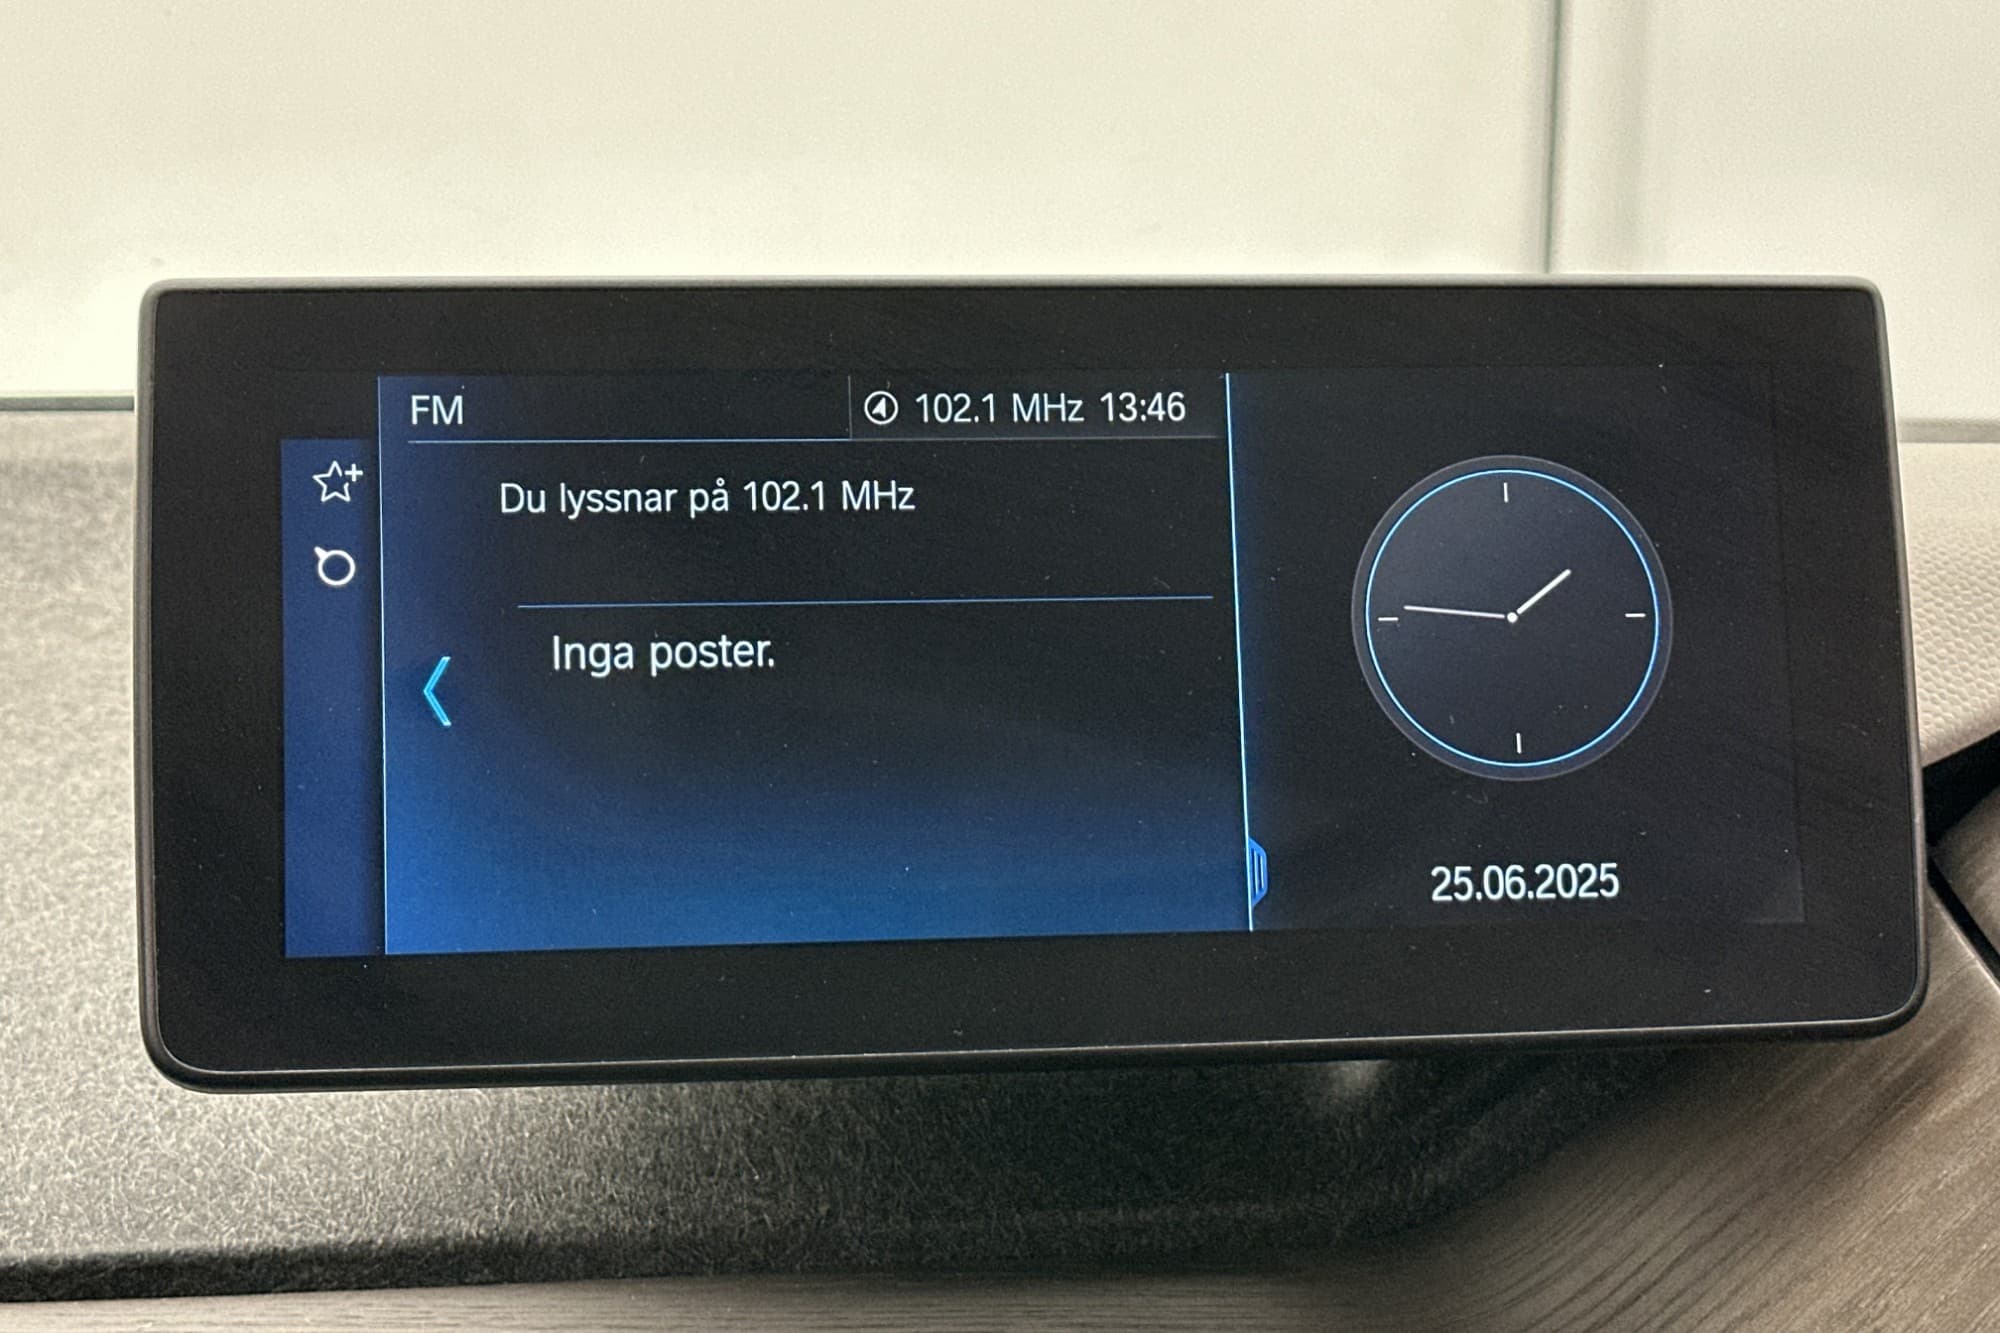 FM
102.1 MHz 13:46
Du lyssnar på 102.1 MHz
Inga poster.
25.06.2025